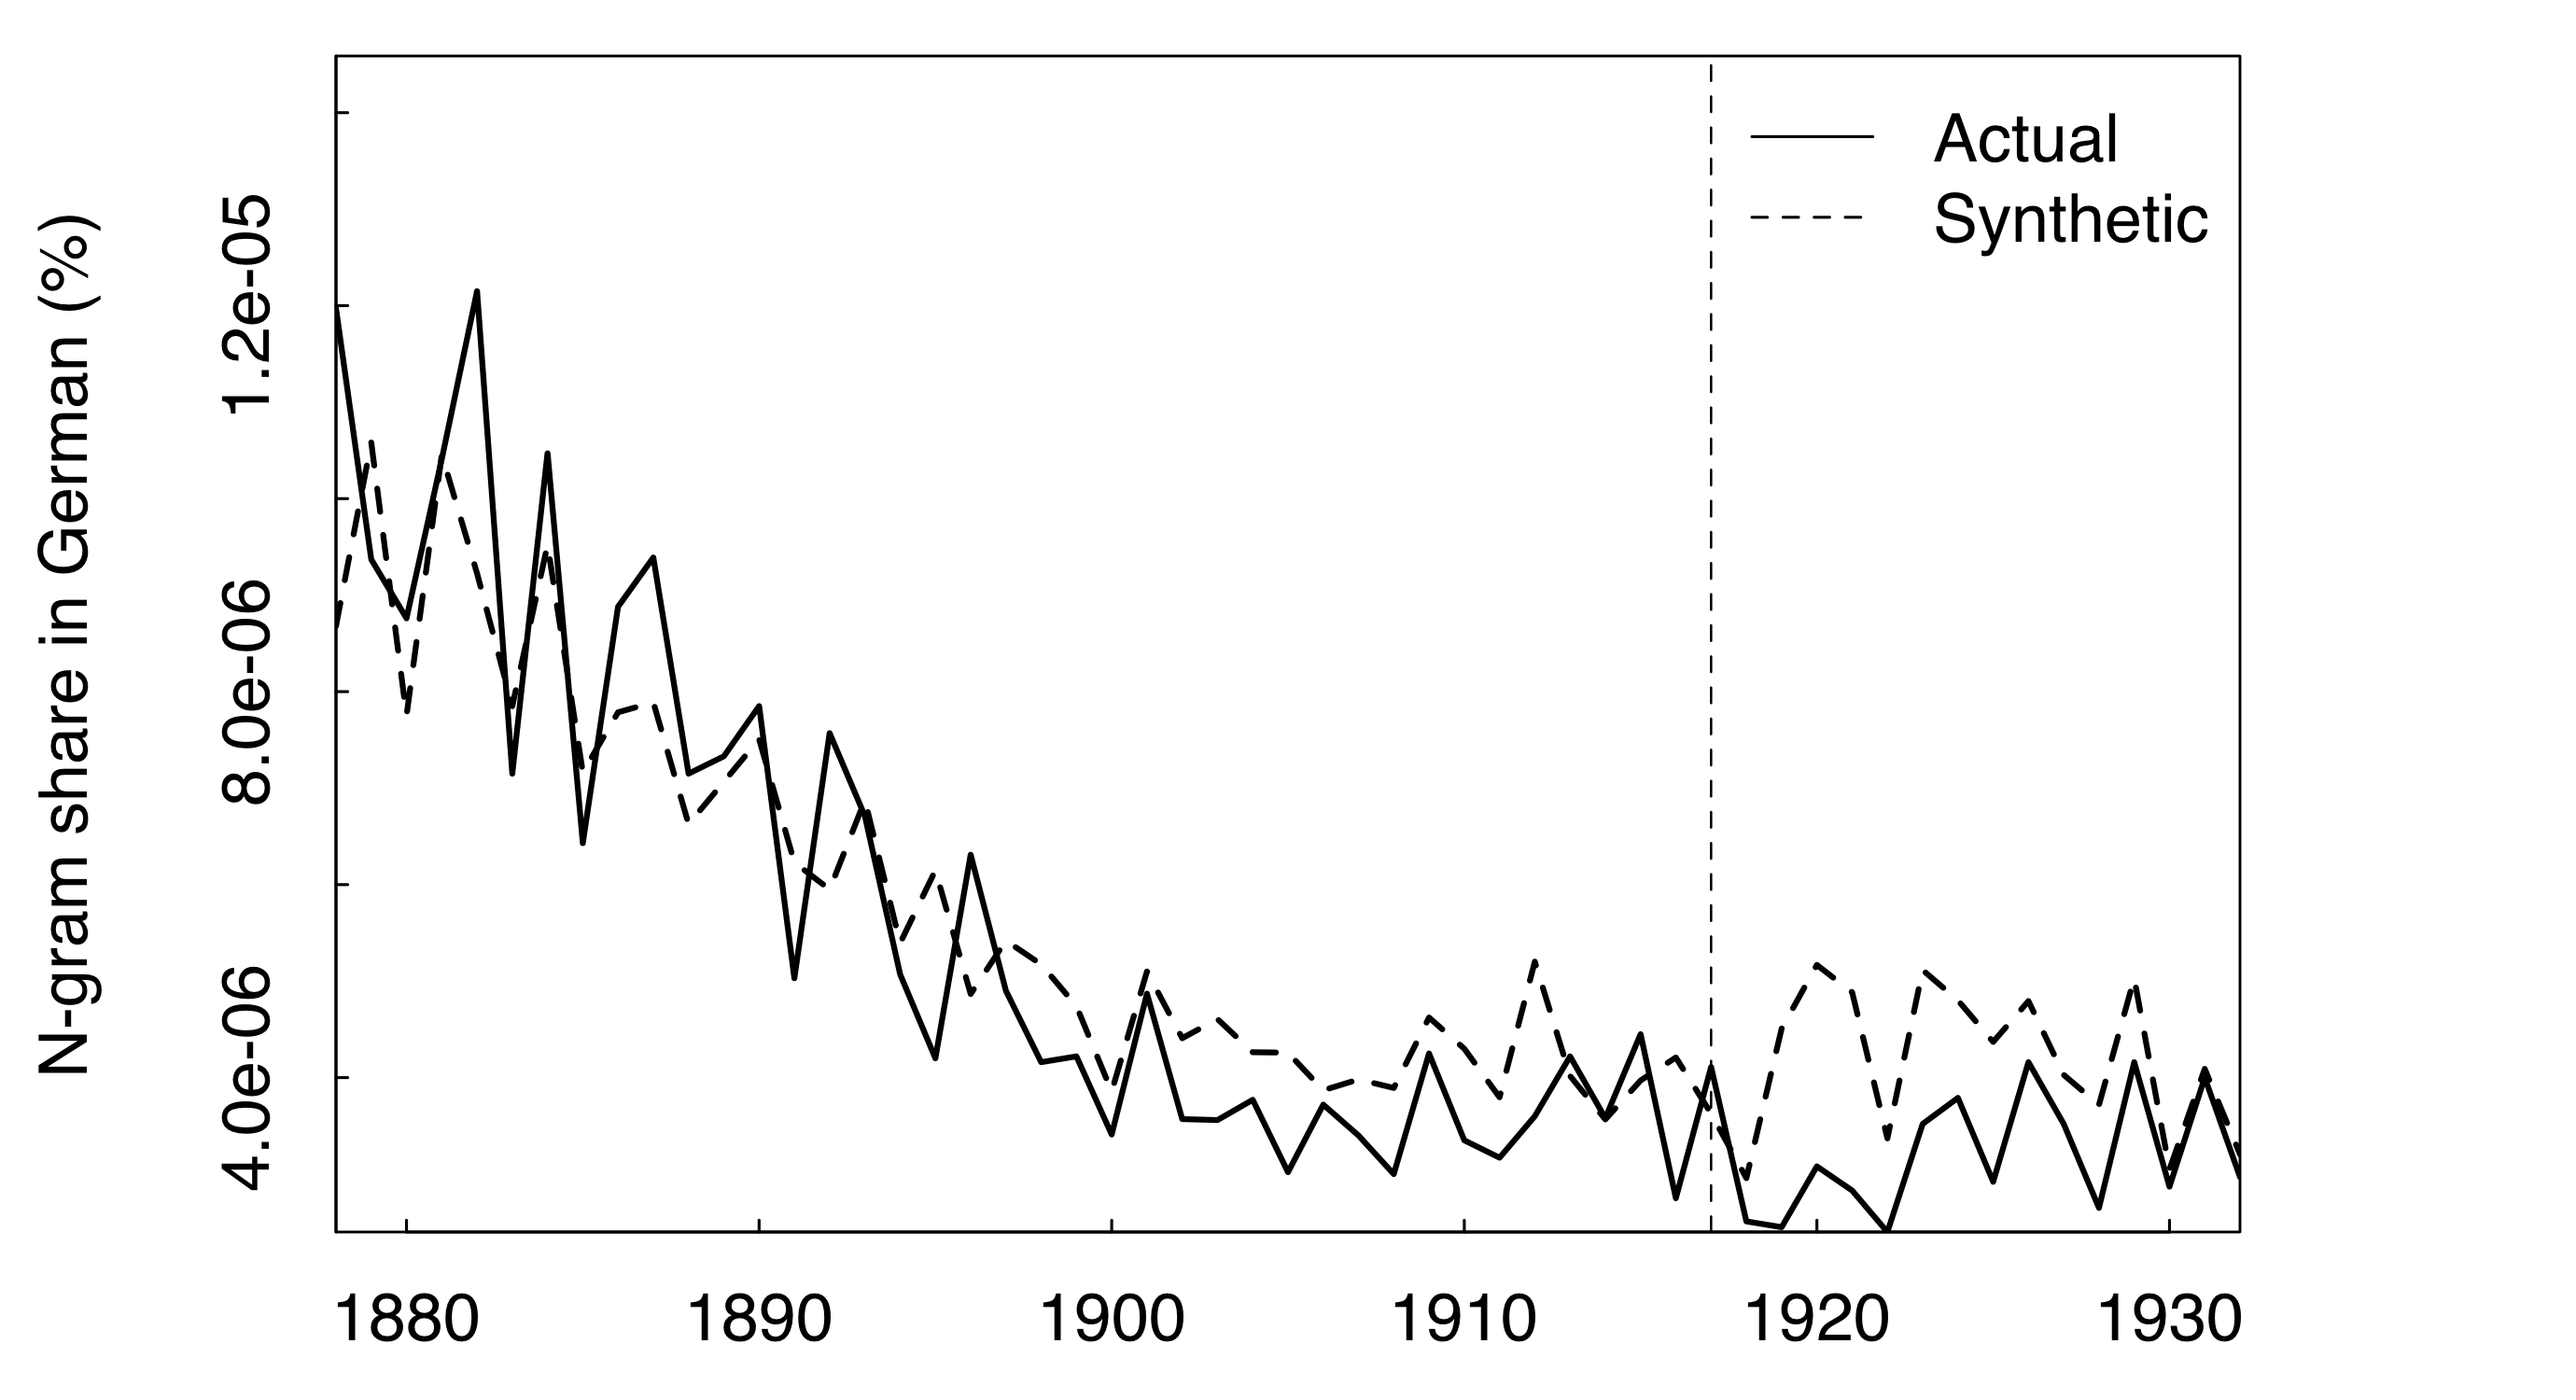 Actual
Synthetic
N-gram share in German (%)
1.2e-05
8.0e-06
4.0e-06
1880 1890 1900 1910 1920 1930